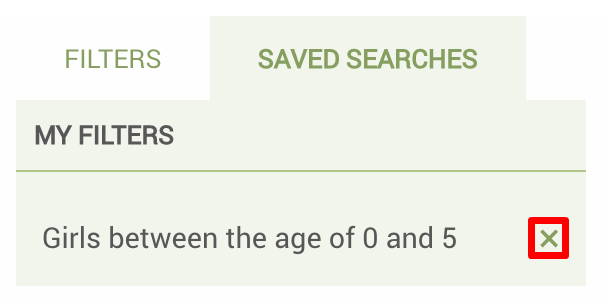 FILTERS
SAVED SEARCHES
MY FILTERS
Girls between the age of 0 and 5